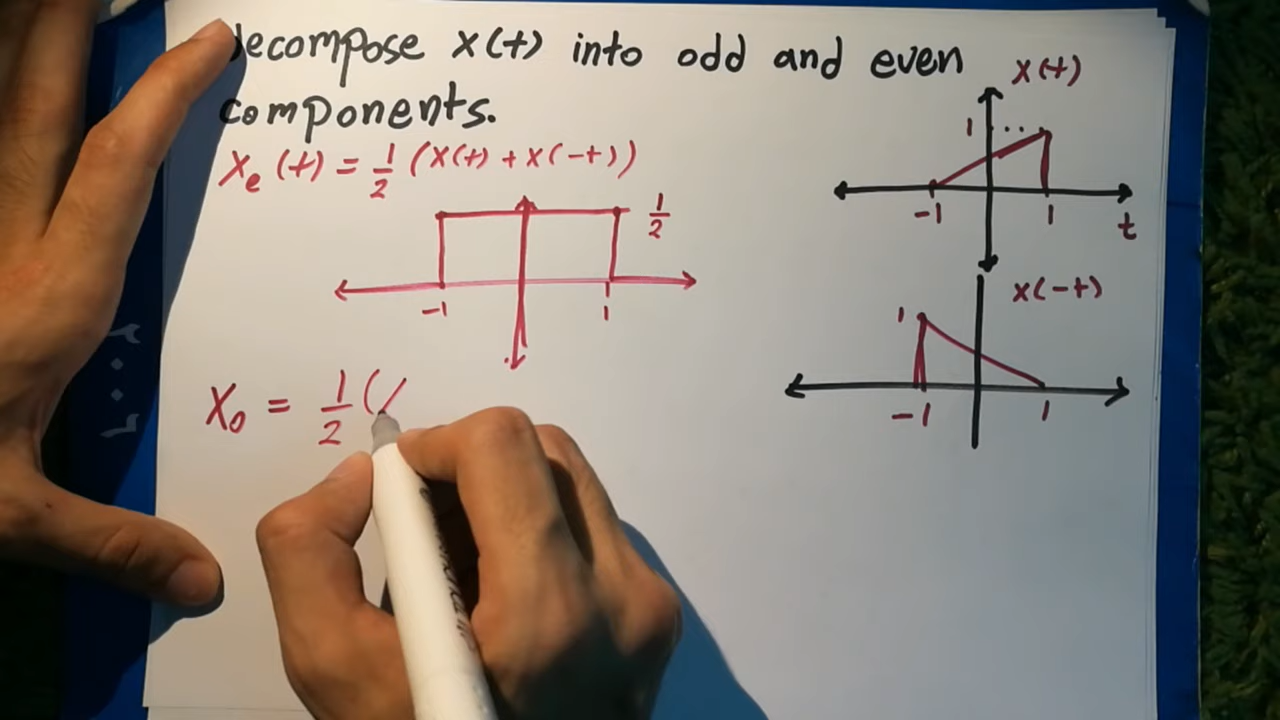 decompose x(t) into odd and even
components.
Xe(t) = 1/2 (x(t) + x(-t))
1/2
-1 1
Xo = 1/2 (
x(t)
1
-1 1
t
x(-t)
1
-1 1